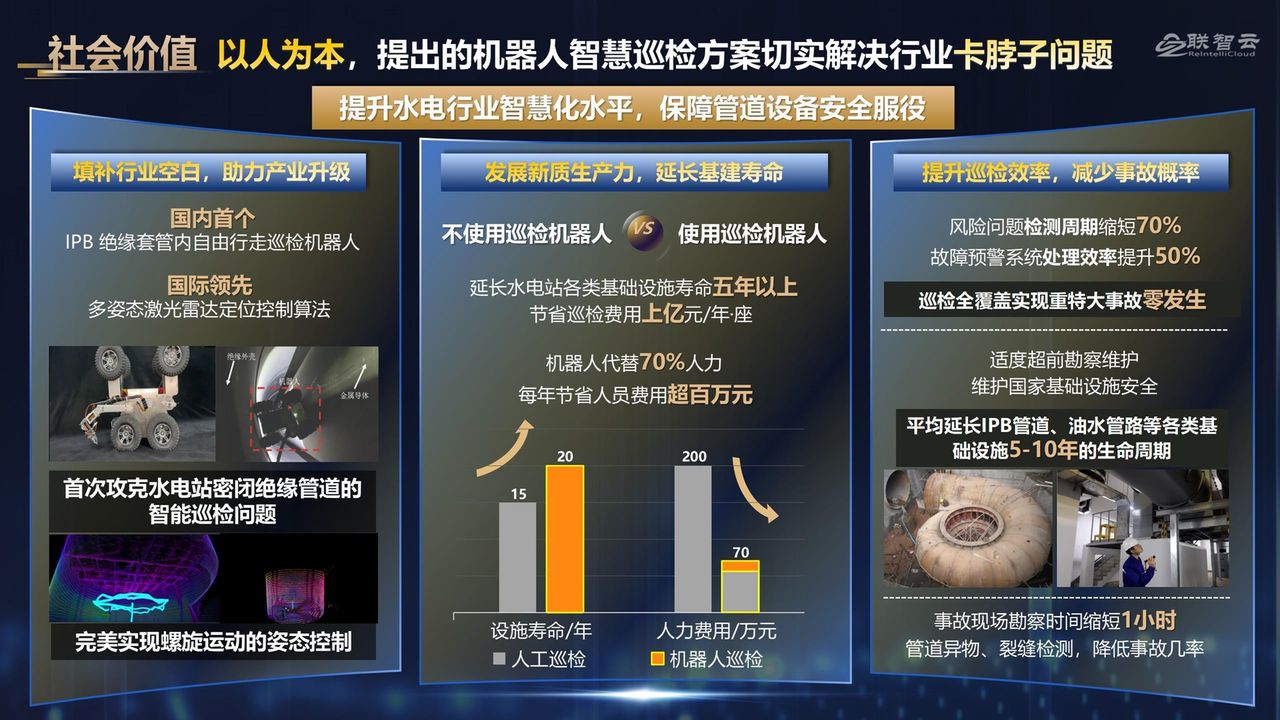 社会价值
以人为本，提出的机器人智慧巡检方案切实解决行业卡脖子问题
联智云
ReIntelliCloud
提升水电行业智慧化水平，保障管道设备安全服役
填补行业空白，助力产业升级
国内首个
IPB 绝缘套管内自由行走巡检机器人
国际领先
多姿态激光雷达定位控制算法
绝缘外壳
机器人
金属导体
首次攻克水电站密闭绝缘管道的
智能巡检问题
完美实现螺旋运动的姿态控制
发展新质生产力，延长基建寿命
不使用巡检机器人 VS 使用巡检机器人
延长水电站各类基础设施寿命五年以上
节省巡检费用上亿元/年·座
机器人代替70%人力
每年节省人员费用超百万元
15
20
200
70
设施寿命/年
人力费用/万元
人工巡检
机器人巡检
提升巡检效率，减少事故概率
风险问题检测周期缩短70%
故障预警系统处理效率提升50%
巡检全覆盖实现重特大事故零发生
适度超前勘察维护
维护国家基础设施安全
平均延长IPB管道、油水管路等各类基
础设施5-10年的生命周期
事故现场勘察时间缩短1小时
管道异物、裂缝检测，降低事故几率